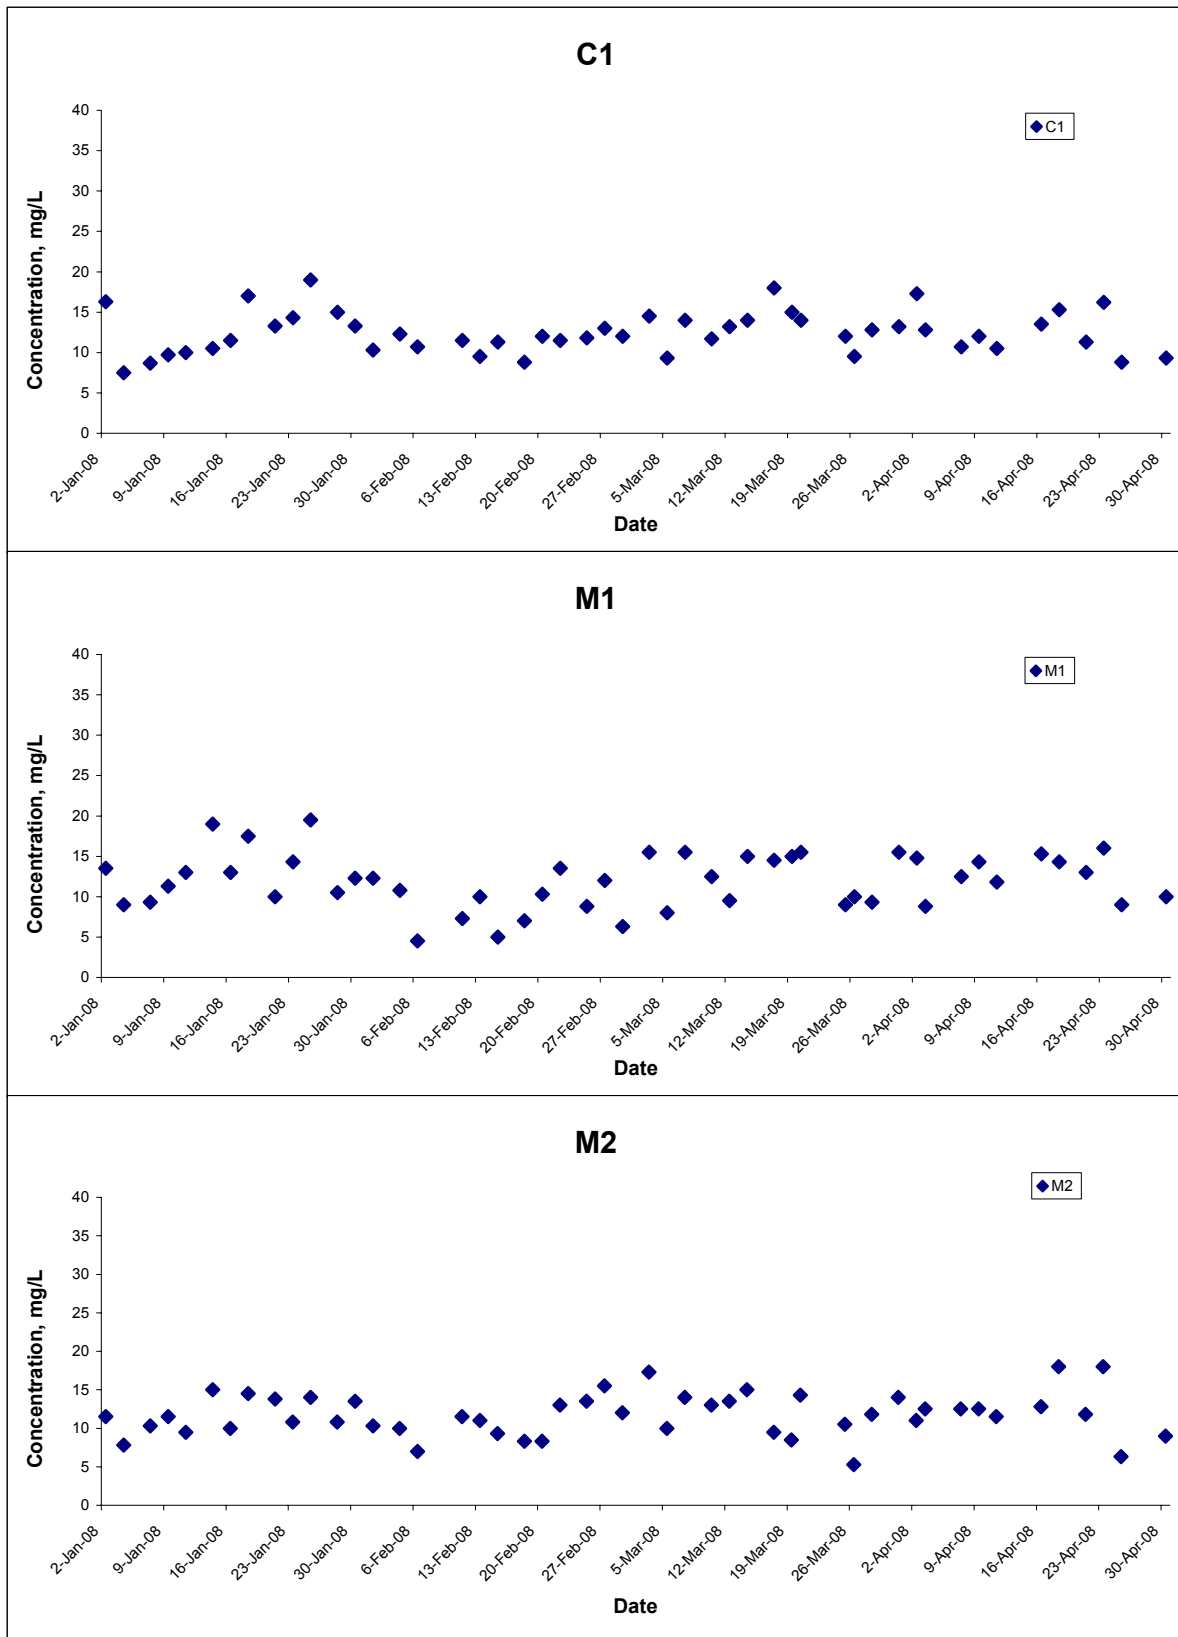 C1
40
35
30
25
20
15
10
5
0
Concentration, mg/L
C1
2-Jan-08
9-Jan-08
16-Jan-08
23-Jan-08
30-Jan-08
6-Feb-08
13-Feb-08
20-Feb-08
27-Feb-08
5-Mar-08
12-Mar-08
19-Mar-08
26-Mar-08
2-Apr-08
9-Apr-08
16-Apr-08
23-Apr-08
30-Apr-08
Date
M1
40
35
30
25
20
15
10
5
0
Concentration, mg/L
M1
2-Jan-08
9-Jan-08
16-Jan-08
23-Jan-08
30-Jan-08
6-Feb-08
13-Feb-08
20-Feb-08
27-Feb-08
5-Mar-08
12-Mar-08
19-Mar-08
26-Mar-08
2-Apr-08
9-Apr-08
16-Apr-08
23-Apr-08
30-Apr-08
Date
M2
40
35
30
25
20
15
10
5
0
Concentration, mg/L
M2
2-Jan-08
9-Jan-08
16-Jan-08
23-Jan-08
30-Jan-08
6-Feb-08
13-Feb-08
20-Feb-08
27-Feb-08
5-Mar-08
12-Mar-08
19-Mar-08
26-Mar-08
2-Apr-08
9-Apr-08
16-Apr-08
23-Apr-08
30-Apr-08
Date